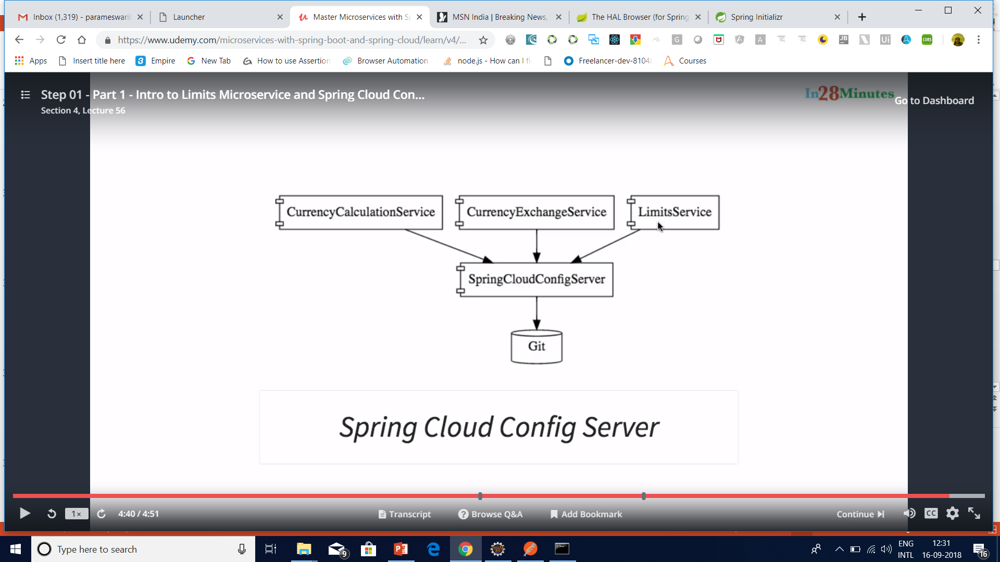 Inbox (1,319) - parameswarib
Launcher
Master Microservices with Sp
MSN India | Breaking News,
The HAL Browser (for Spring
Spring Initializr
https://www.udemy.com/microservices-with-spring-boot-and-spring-cloud/learn/v4/...
Apps
Insert title here
Empire
New Tab
How to use Assertion
Browser Automation
node.js - How can I fi
Freelancer-dev-81048
Courses
Step 01 - Part 1 - Intro to Limits Microservice and Spring Cloud Con...
Section 4, Lecture 56
In28Minutes
Go to Dashboard
CurrencyCalculationService
CurrencyExchangeService
LimitsService
SpringCloudConfigServer
Git
Spring Cloud Config Server
1×
4:40 / 4:51
Transcript
Browse Q&A
Add Bookmark
Continue
CC
Type here to search
9
ENG
INTL
12:31
16-09-2018
16